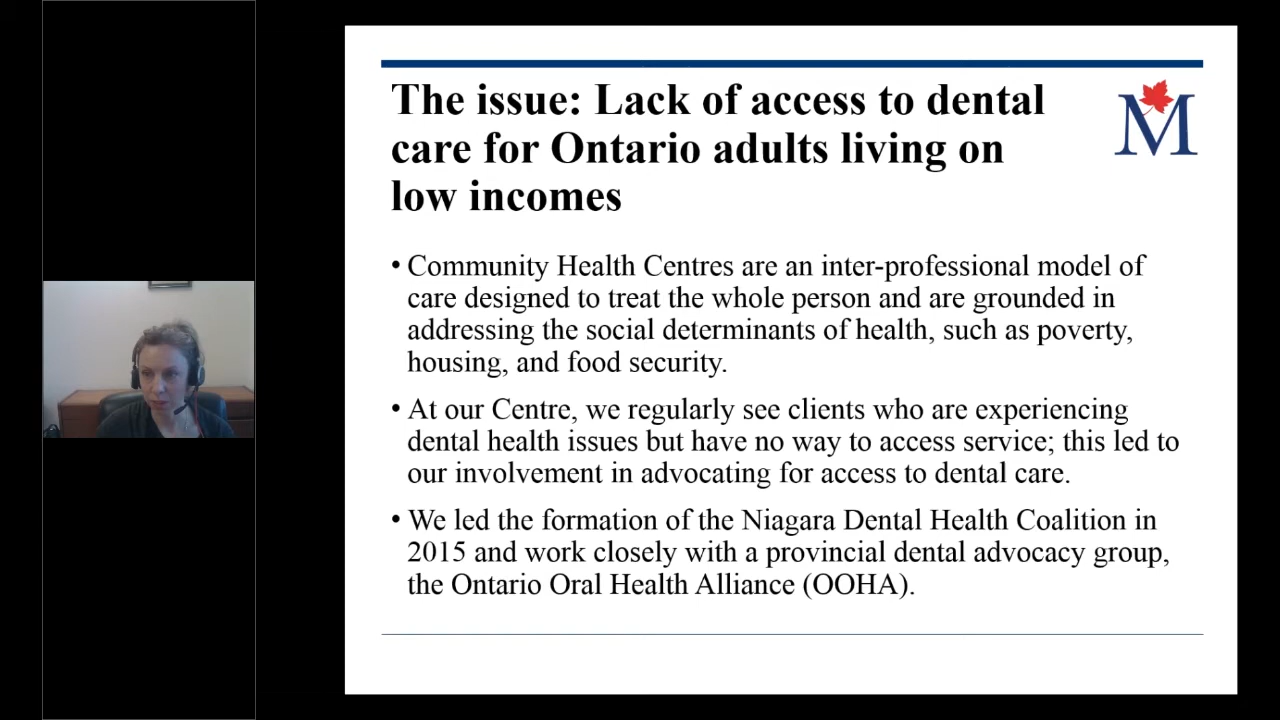 The issue: Lack of access to dental
care for Ontario adults living on
low incomes
M
• Community Health Centres are an inter-professional model of
care designed to treat the whole person and are grounded in
addressing the social determinants of health, such as poverty,
housing, and food security.
• At our Centre, we regularly see clients who are experiencing
dental health issues but have no way to access service; this led to
our involvement in advocating for access to dental care.
• We led the formation of the Niagara Dental Health Coalition in
2015 and work closely with a provincial dental advocacy group,
the Ontario Oral Health Alliance (OOHA).